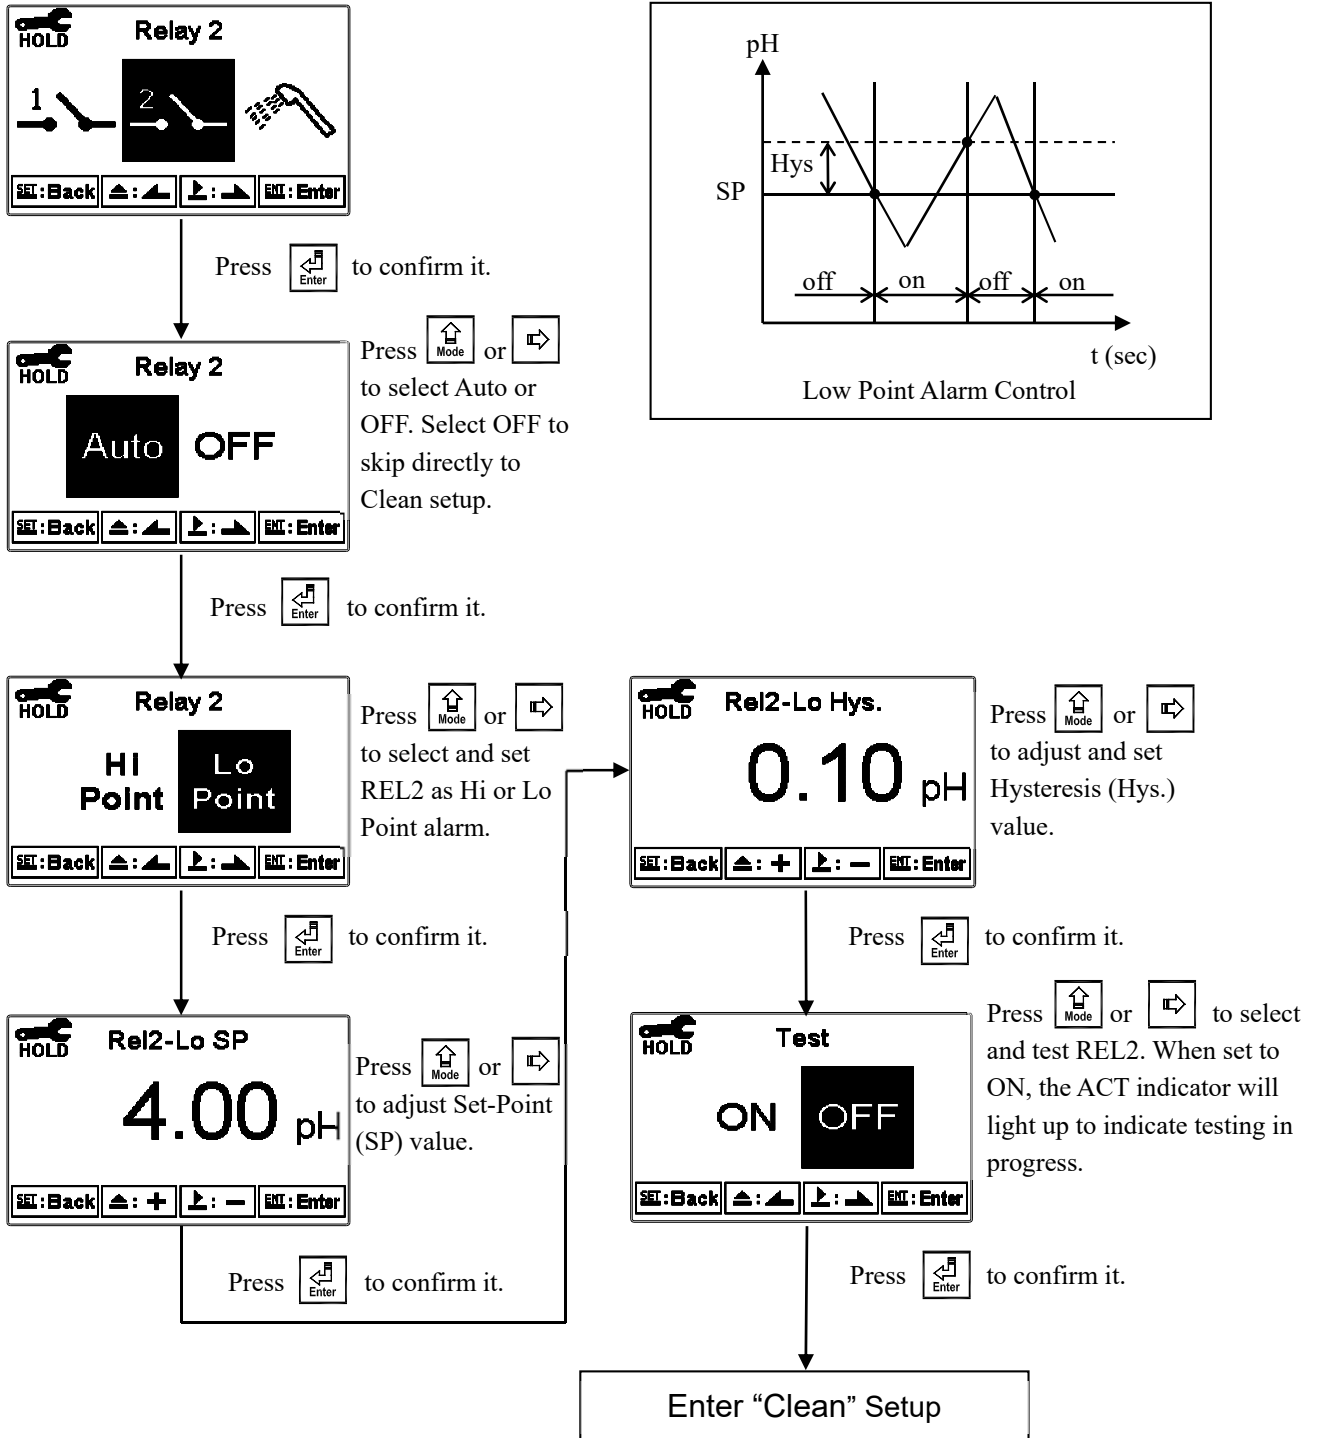 HOLD
Relay 2
1
2
SET:Back
ENT:Enter
Press Enter to confirm it.
HOLD
Relay 2
Auto OFF
SET:Back
ENT:Enter
Press Mode or
to select Auto or
OFF. Select OFF to
skip directly to
Clean setup.
Press Enter to confirm it.
HOLD
Relay 2
Hi
Point
Lo
Point
SET:Back
ENT:Enter
Press Mode or
to select and set
REL2 as Hi or Lo
Point alarm.
Press Enter to confirm it.
HOLD
Rel2-Lo SP
4.00 pH
SET:Back
: +
: -
ENT:Enter
Press Mode or
to adjust Set-Point
(SP) value.
Press Enter to confirm it.
pH
Hys
SP
off on off on
t (sec)
Low Point Alarm Control
HOLD
Rel2-Lo Hys.
0.10 pH
SET:Back
: +
: -
ENT:Enter
Press Mode or
to adjust and set
Hysteresis (Hys.)
value.
Press Enter to confirm it.
HOLD
Test
ON OFF
SET:Back
ENT:Enter
Press Mode or to select
and test REL2. When set to
ON, the ACT indicator will
light up to indicate testing in
progress.
Press Enter to confirm it.
Enter “Clean” Setup